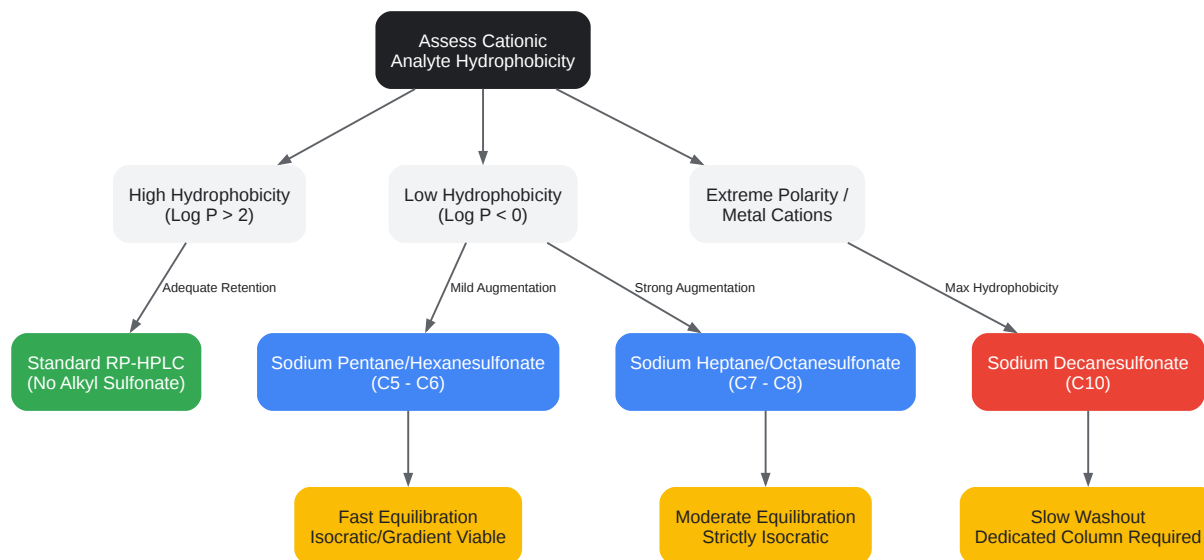 Assess Cationic
Analyte Hydrophobicity
High Hydrophobicity
(Log P > 2)
Low Hydrophobicity
(Log P < 0)
Extreme Polarity /
Metal Cations
Adequate Retention
Mild Augmentation
Strong Augmentation
Max Hydrophobicity
Standard RP-HPLC
(No Alkyl Sulfonate)
Sodium Pentane/Hexanesulfonate
(C5 - C6)
Sodium Heptane/Octanesulfonate
(C7 - C8)
Sodium Decanesulfonate
(C10)
Fast Equilibration
Isocratic/Gradient Viable
Moderate Equilibration
Strictly Isocratic
Slow Washout
Dedicated Column Required